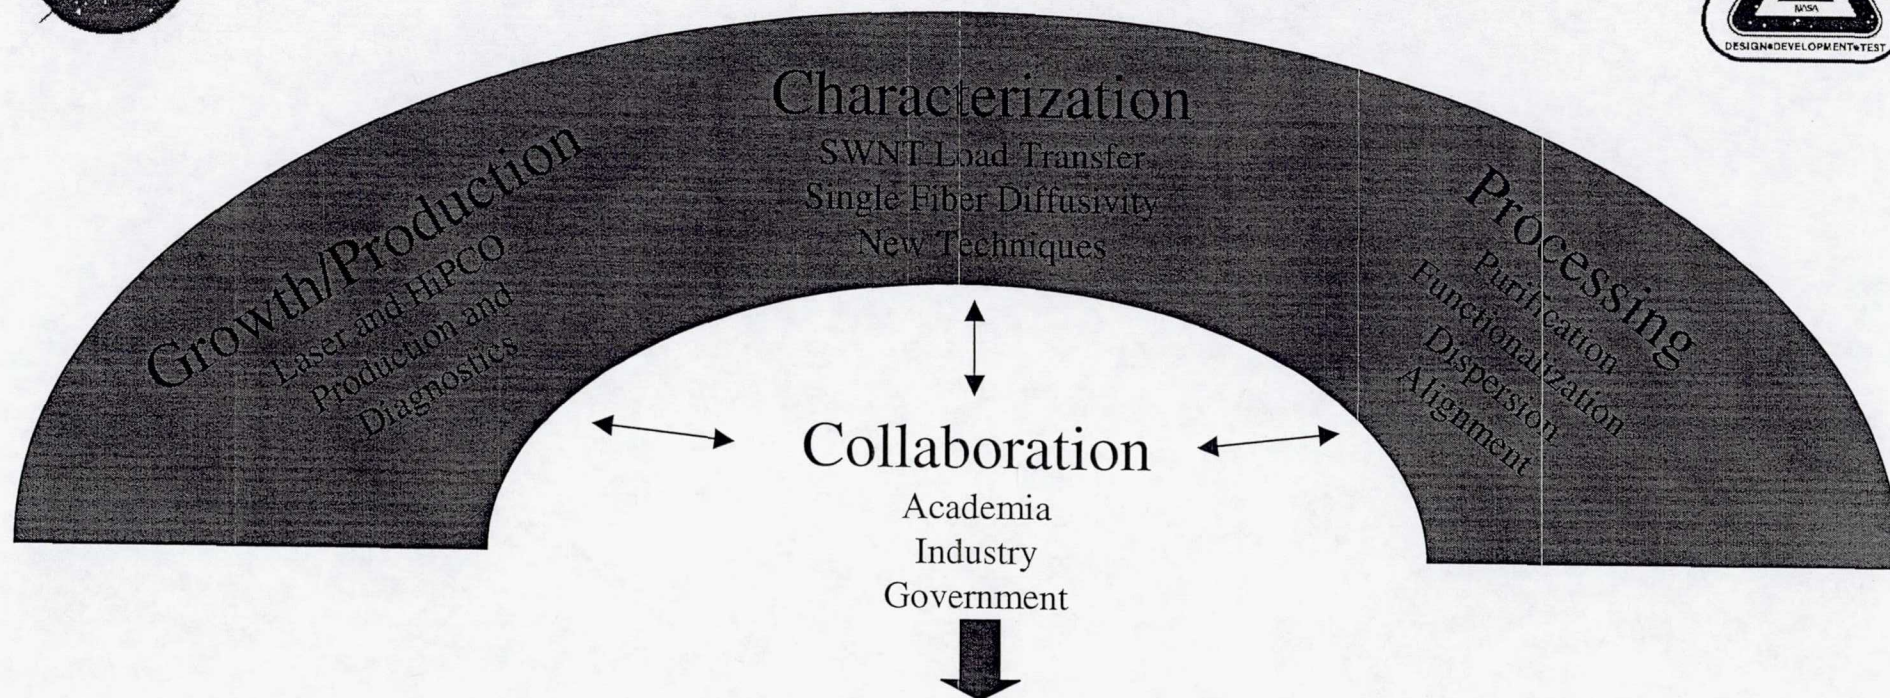 NASA
DESIGN•DEVELOPMENT•TEST
Characterization
SWNT Load Transfer
Single Fiber Diffusivity
New Techniques
Growth/Production
Laser and HiPCO
Production and
Diagnostics
Processing
Purification
Functionalization
Dispersion
Alignment
Collaboration
Academia
Industry
Government